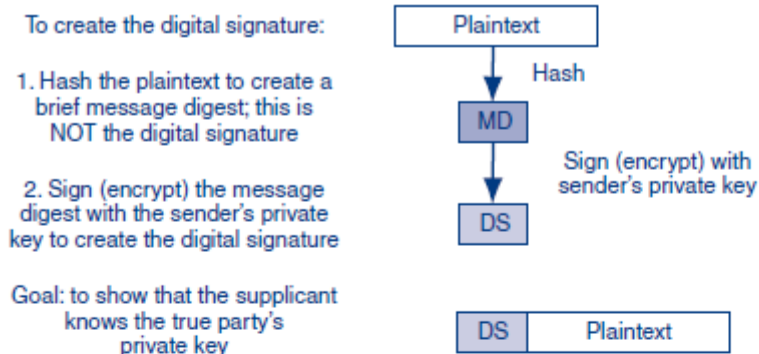 To create the digital signature:
Plaintext
1. Hash the plaintext to create a
brief message digest; this is
NOT the digital signature
Hash
MD
Sign (encrypt) with
sender's private key
2. Sign (encrypt) the message
digest with the sender's private
key to create the digital signature
DS
Goal: to show that the supplicant
knows the true party's
private key
DS
Plaintext